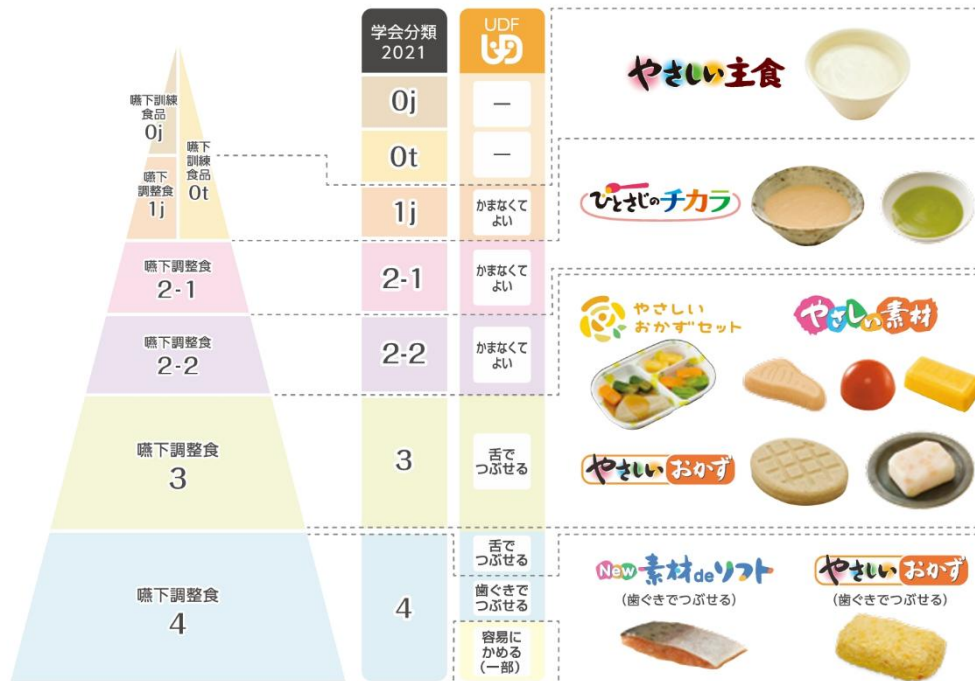 嚥下訓練
食品
0j
嚥下
訓練
食品
0t
嚥下
調整食
1j
嚥下調整食
2-1
嚥下調整食
2-2
嚥下調整食
3
嚥下調整食
4
学会分類
2021
0j
0t
1j
2-1
2-2
3
4
UDF
UD
—
—
かまなくて
よい
かまなくて
よい
かまなくて
よい
舌で
つぶせる
舌で
つぶせる
歯ぐきで
つぶせる
容易に
かめる
(一部)
やさしい主食
ひとさじのチカラ
やさしい
おかずセット
やさしい素材
やさしいおかず
New 素材deソフト
(歯ぐきでつぶせる)
やさしいおかず
(歯ぐきでつぶせる)